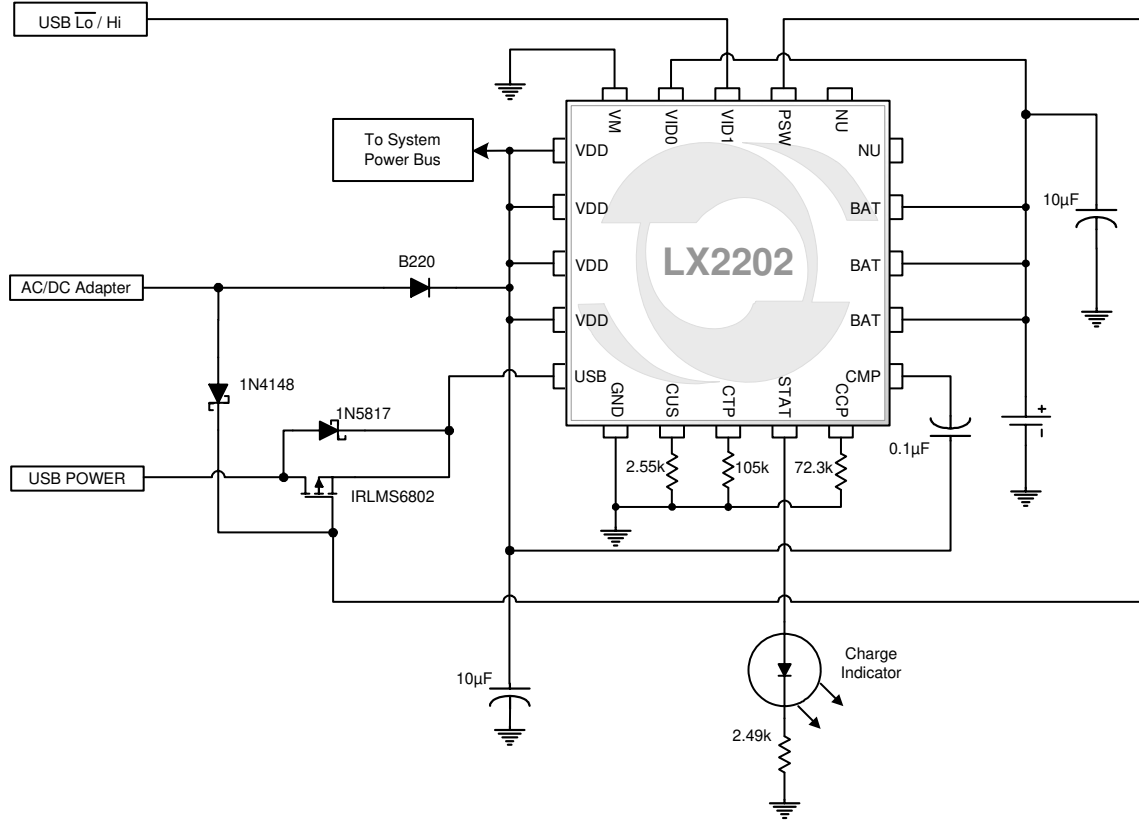 USB Lo / Hi
VM
VID0
VID1
PSW
NU
To System
Power Bus
VDD
NU
VDD
BAT
10µF
B220
LX2202
VDD
BAT
AC/DC Adapter
VDD
BAT
1N4148
USB
GND
CUS
CTP
STAT
CCP
CMP
+
1N5817
0.1µF
2.55k
105k
72.3k
USB POWER
IRLMS6802
Charge
Indicator
10µF
2.49k